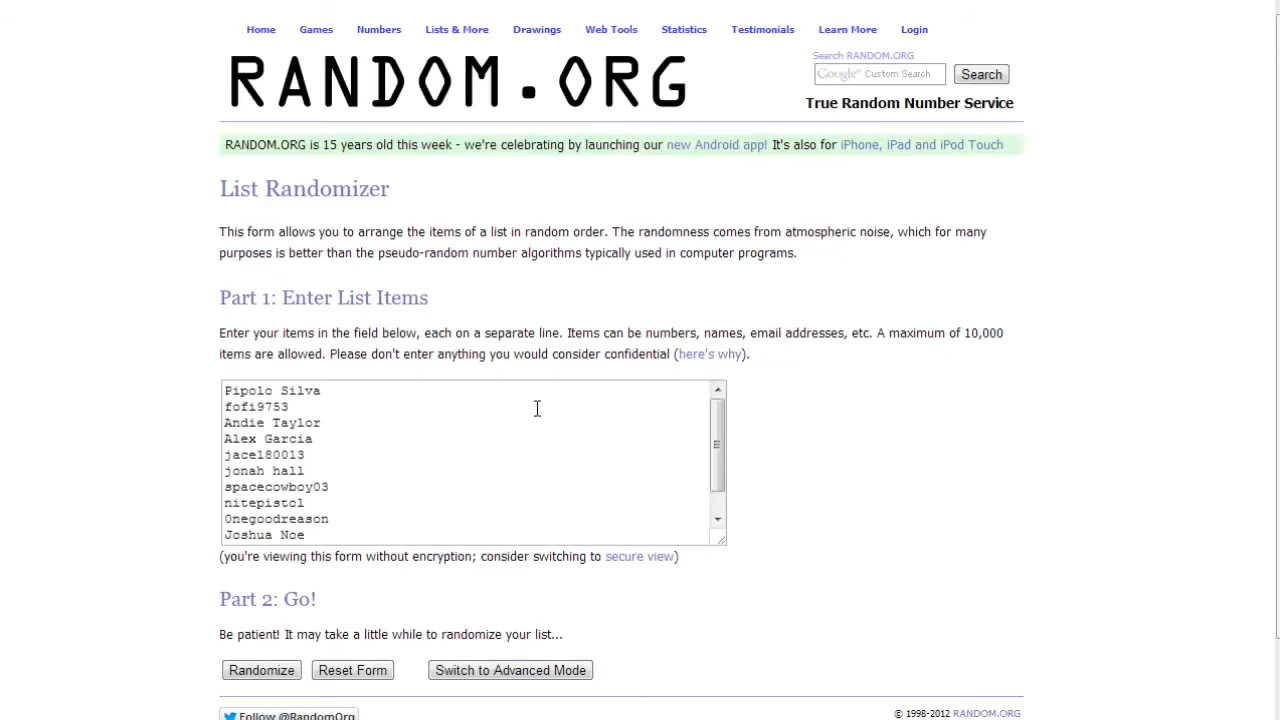 Home Games Numbers Lists & More Drawings Web Tools Statistics Testimonials Learn More Login
RANDOM.ORG
Search RANDOM.ORG
Google™ Custom Search Search
True Random Number Service
RANDOM.ORG is 15 years old this week - we're celebrating by launching our new Android app! It's also for iPhone, iPad and iPod Touch
List Randomizer
This form allows you to arrange the items of a list in random order. The randomness comes from atmospheric noise, which for many
purposes is better than the pseudo-random number algorithms typically used in computer programs.
Part 1: Enter List Items
Enter your items in the field below, each on a separate line. Items can be numbers, names, email addresses, etc. A maximum of 10,000
items are allowed. Please don't enter anything you would consider confidential (here's why).
Pipolo Silva
fofi9753
Andie Taylor
Alex Garcia
jace180013
jonah hall
spacecowboy03
nitepistol
0negoodreason
Joshua Noe
(you're viewing this form without encryption; consider switching to secure view)
Part 2: Go!
Be patient! It may take a little while to randomize your list...
Randomize Reset Form Switch to Advanced Mode
Follow @RandomOrg
© 1998-2012 RANDOM.ORG